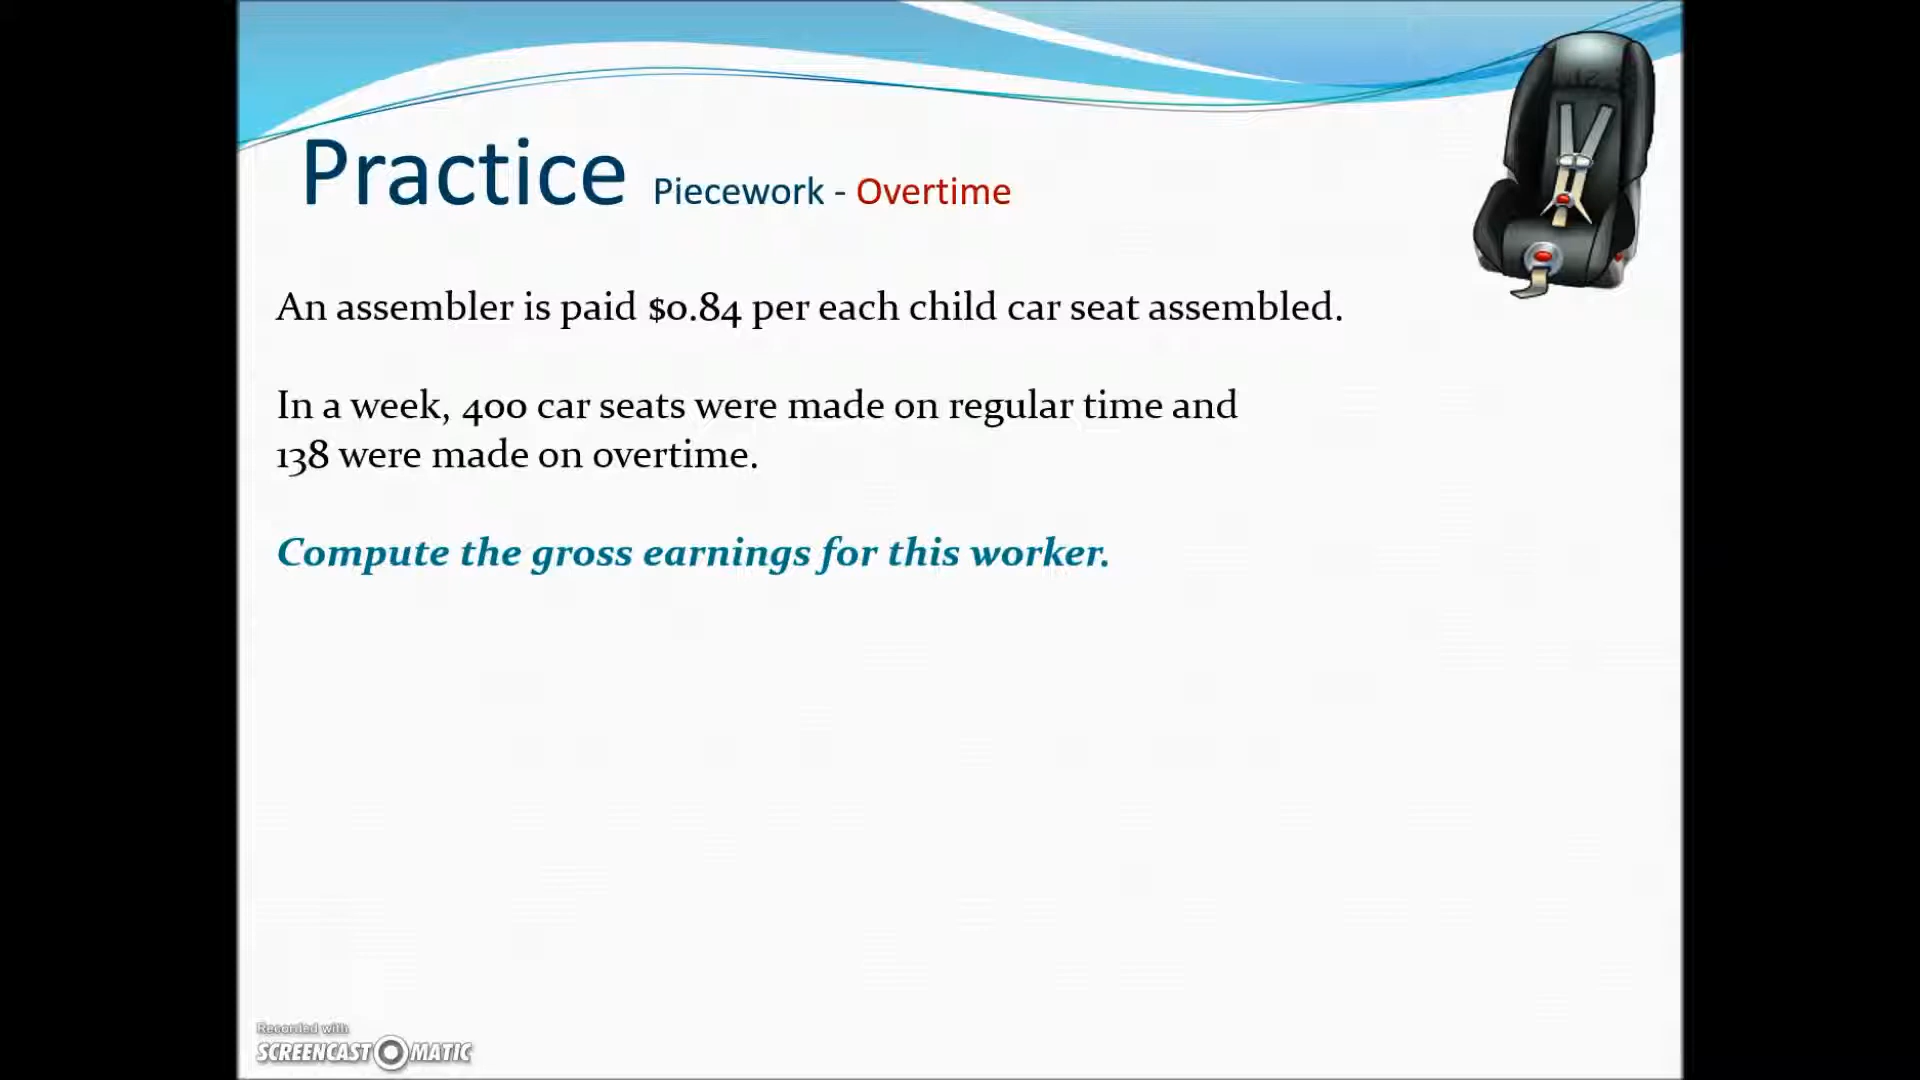 Practice Piecework - Overtime
An assembler is paid $0.84 per each child car seat assembled.
In a week, 400 car seats were made on regular time and
138 were made on overtime.
Compute the gross earnings for this worker.
Recorded with
SCREENCAST MATIC